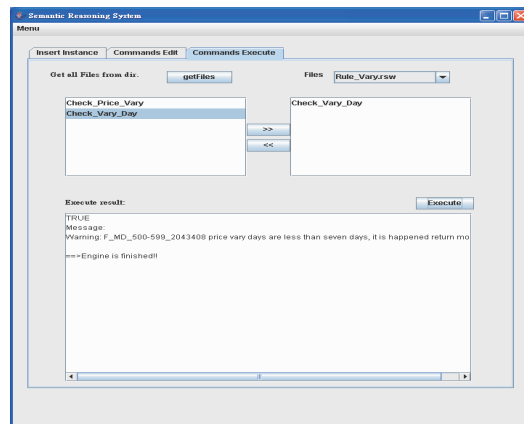 Semantic Reasoning System
Menu
Insert Instance Commands Edit Commands Execute
Get all Files from dir. getFiles Files Rule_Vary.rsw
Check_Price_Vary
Check_Vary_Day
Check_Vary_Day
>>
<<
Execute result: Execute
TRUE
Message:
Warning: F_MD_500-599_2043408 price vary days are less than seven days, it is happened return mo
==>Engine is finished!!